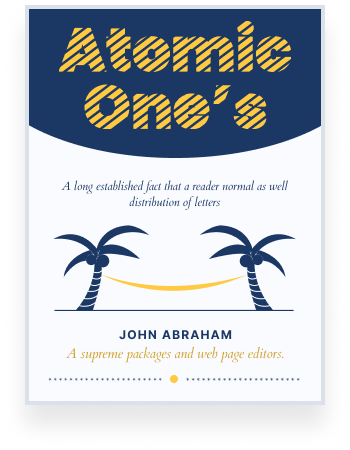 Atomic
One's
A long established fact that a reader normal as well
distribution of letters
JOHN ABRAHAM
A supreme packages and web page editors.